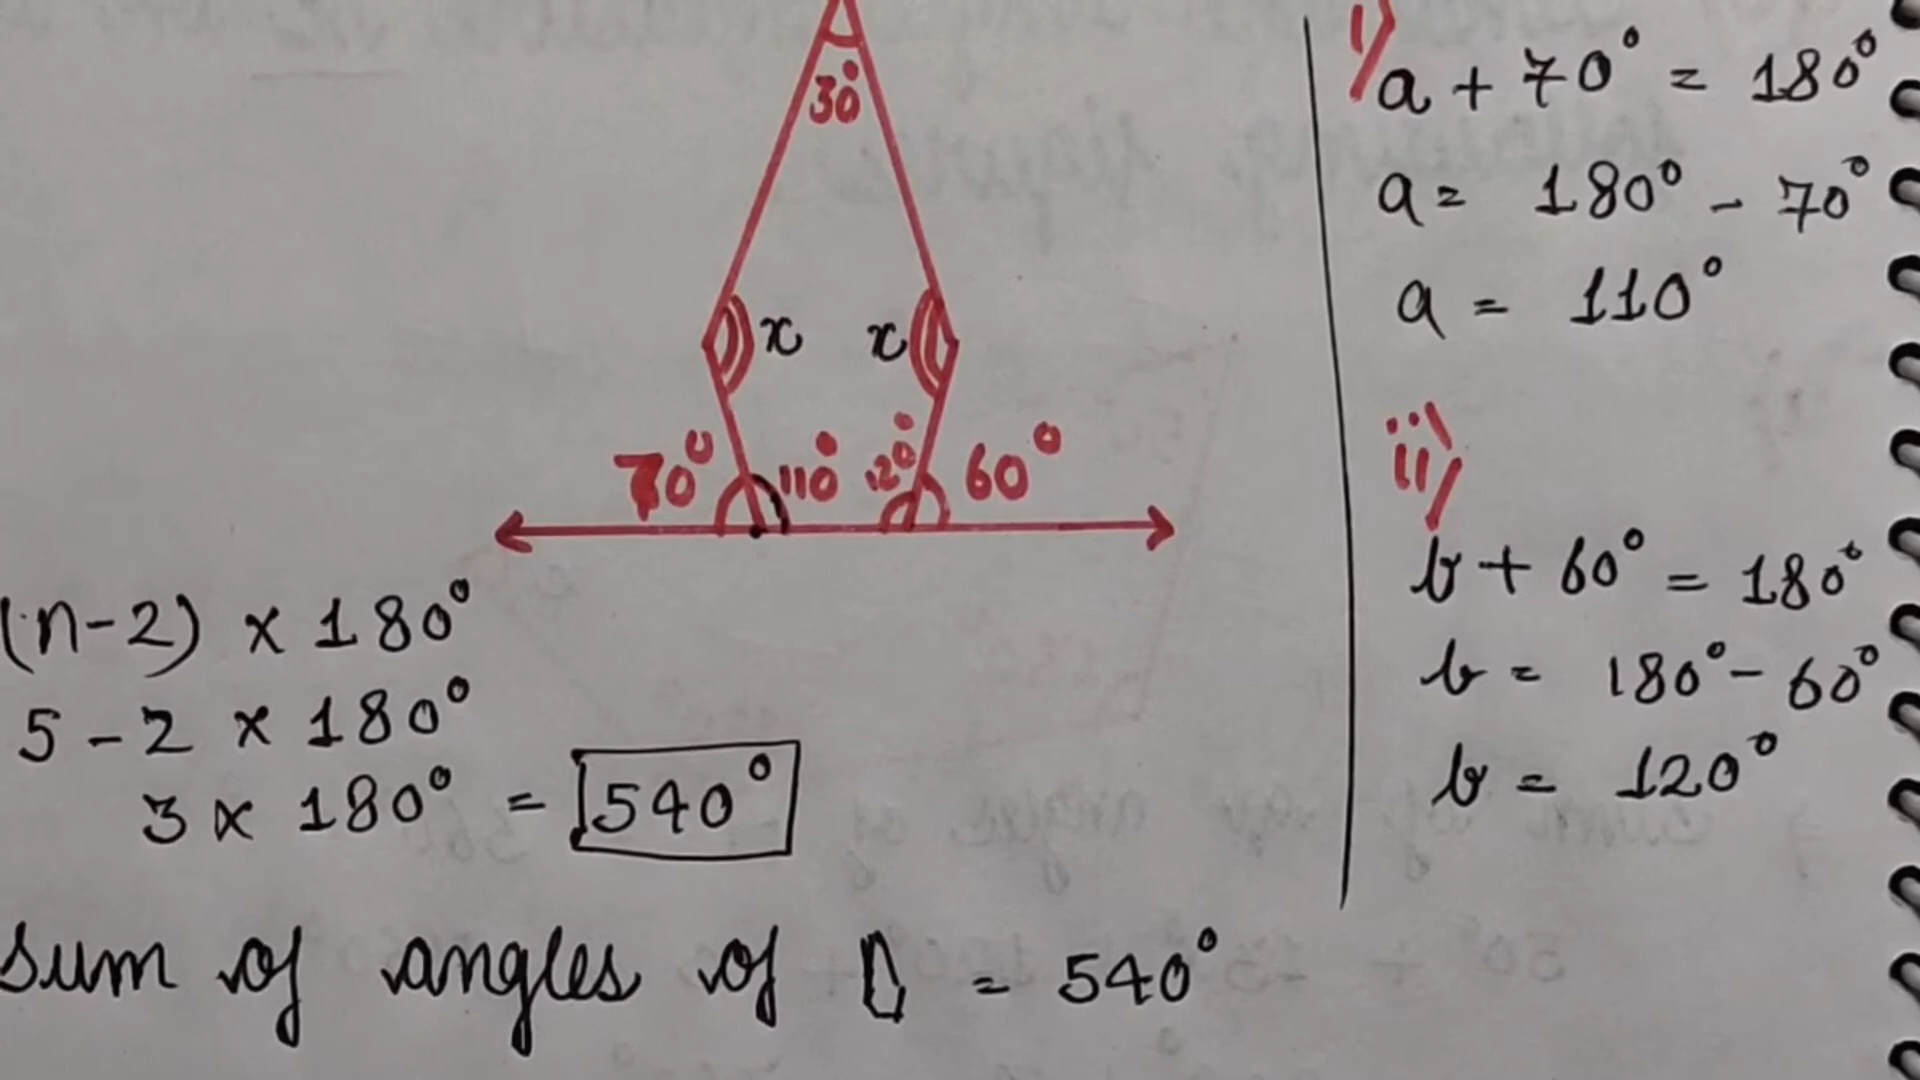 30°
x x
70° 110° 120° 60°
(n-2) × 180°
5 - 2 × 180°
3 × 180° = 540°
Sum of angles of ⬠ = 540°
i)
a + 70° = 180°
a = 180° - 70°
a = 110°
ii)
b + 60° = 180°
b = 180° - 60°
b = 120°